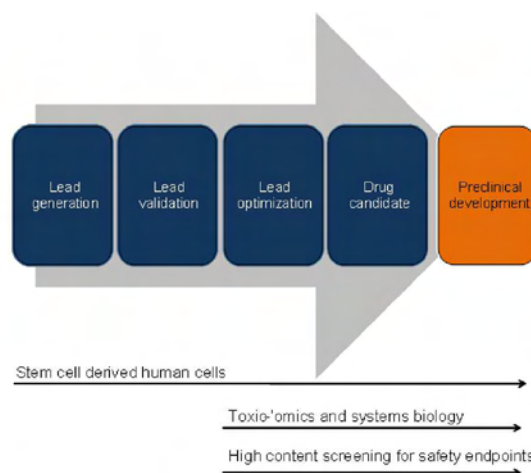 Lead
generation
Lead
validation
Lead
optimization
Drug
candidate
Preclinical
development
Stem cell derived human cells
Toxio-'omics and systems biology
High content screening for safety endpoints